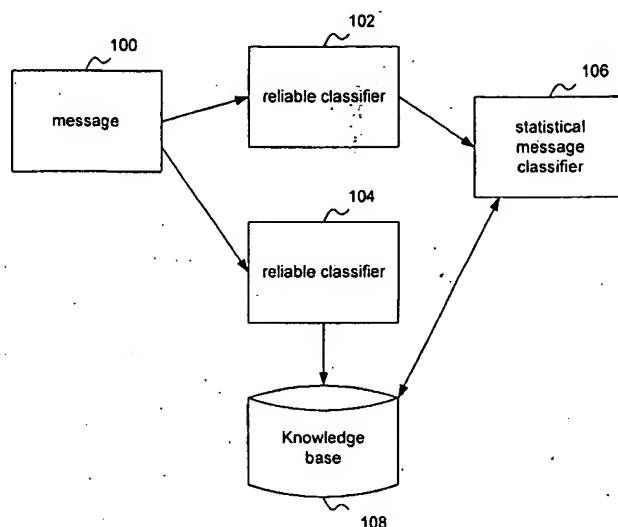 100
message
102
reliable classifier
106
statistical
message
classifier
104
reliable classifier
Knowledge
base
108